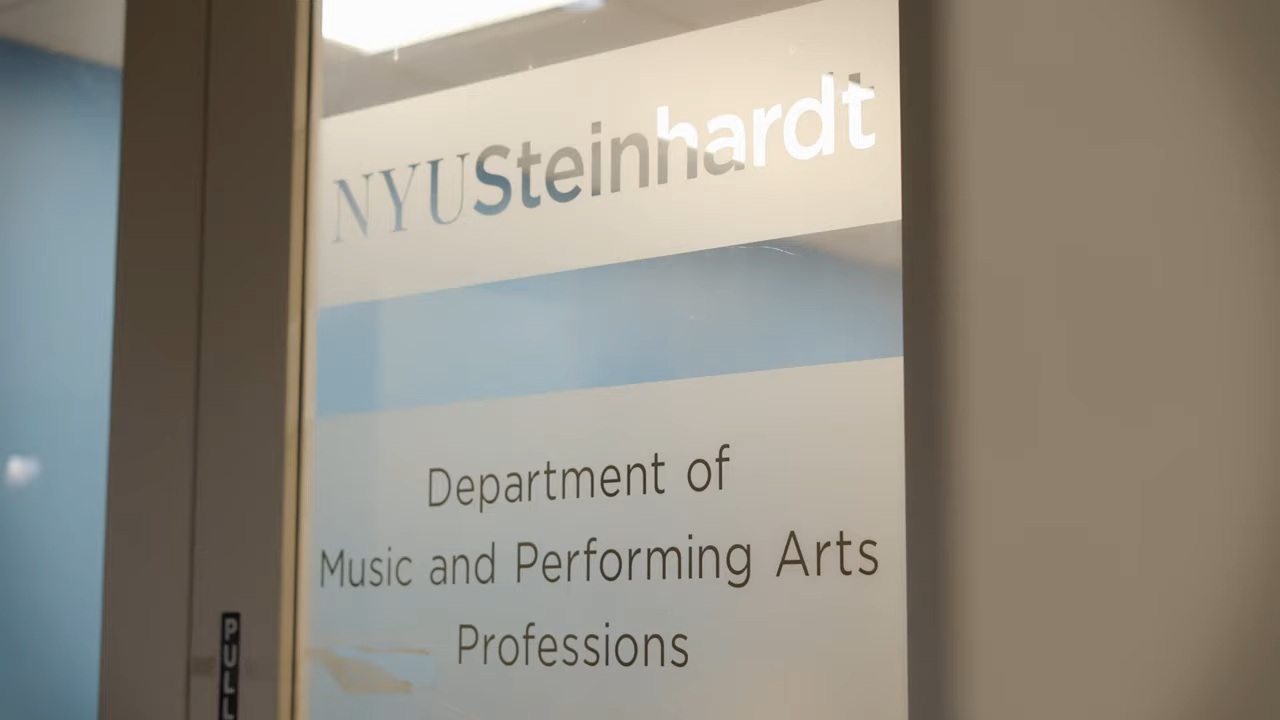 NYUSteinhardt
Department of
Music and Performing Arts
Professions
PULL